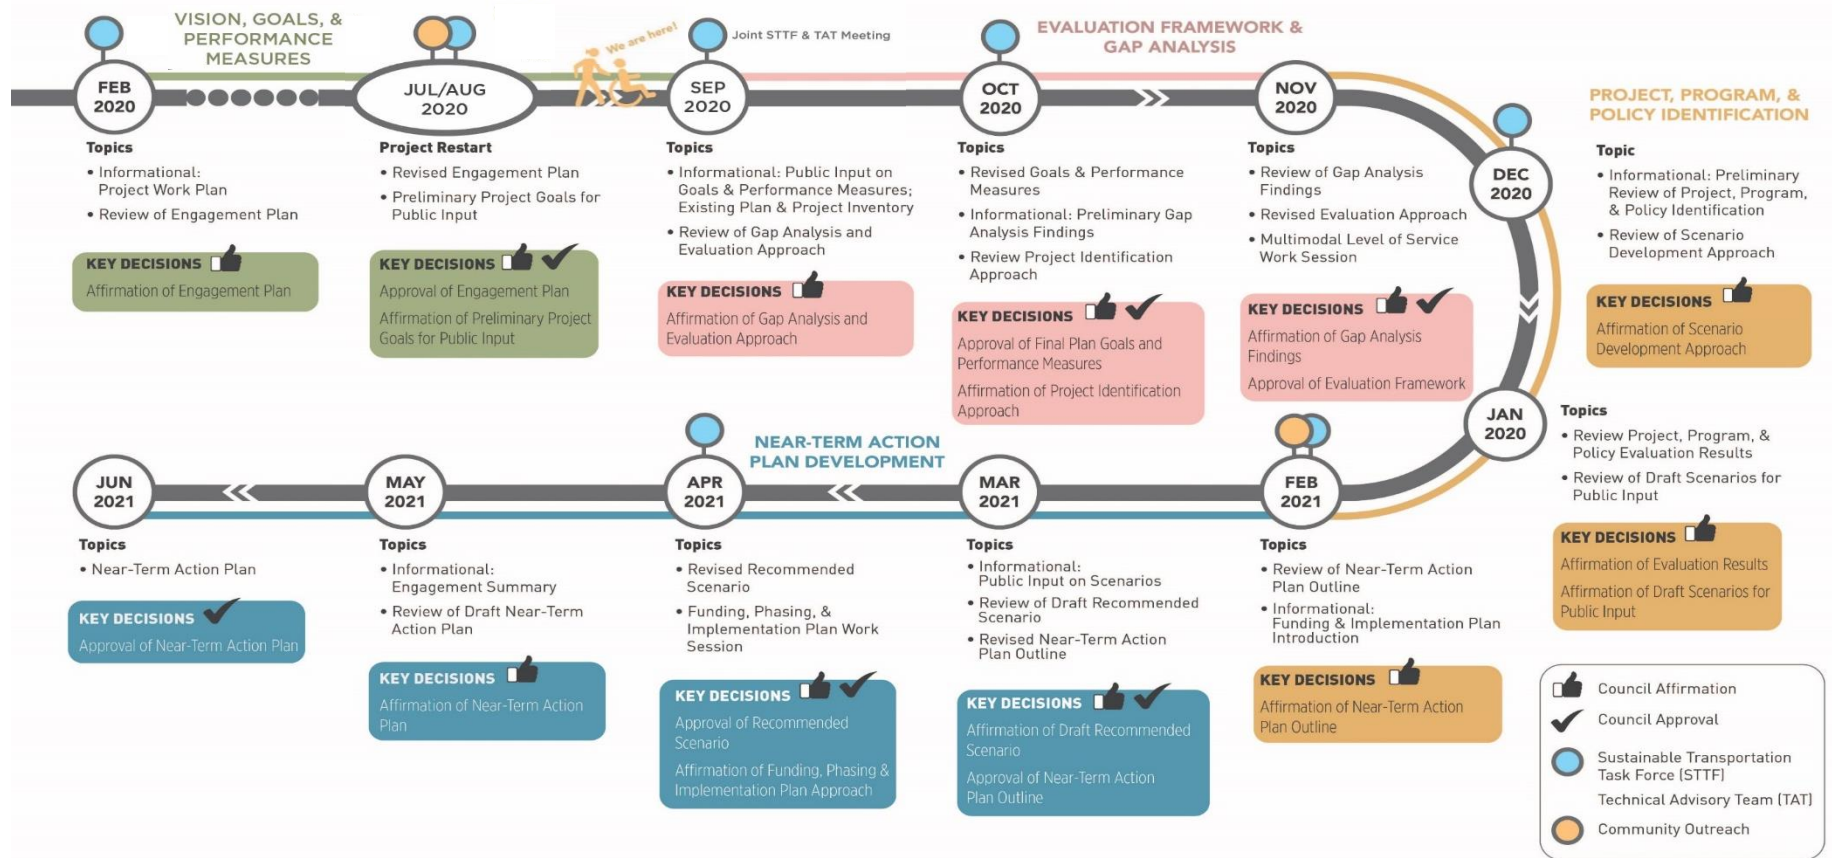 VISION, GOALS, &
PERFORMANCE
MEASURES
We are here!
Joint STTF & TAT Meeting
EVALUATION FRAMEWORK &
GAP ANALYSIS
PROJECT, PROGRAM, &
POLICY IDENTIFICATION
FEB
2020
Topics
• Informational:
Project Work Plan
• Review of Engagement Plan
KEY DECISIONS
Affirmation of Engagement Plan
JUL/AUG
2020
Project Restart
• Revised Engagement Plan
• Preliminary Project Goals for
Public Input
KEY DECISIONS
Approval of Engagement Plan
Affirmation of Preliminary Project
Goals for Public Input
SEP
2020
Topics
• Informational: Public Input on
Goals & Performance Measures;
Existing Plan & Project Inventory
• Review of Gap Analysis and
Evaluation Approach
KEY DECISIONS
Affirmation of Gap Analysis and
Evaluation Approach
OCT
2020
Topics
• Revised Goals & Performance
Measures
• Informational: Preliminary Gap
Analysis Findings
• Review Project Identification
Approach
KEY DECISIONS
Approval of Final Plan Goals and
Performance Measures
Affirmation of Project Identification
Approach
NOV
2020
Topics
• Review of Gap Analysis
Findings
• Revised Evaluation Approach
• Multimodal Level of Service
Work Session
KEY DECISIONS
Affirmation of Gap Analysis
Findings
Approval of Evaluation Framework
DEC
2020
Topic
• Informational: Preliminary
Review of Project, Program,
& Policy Identification
• Review of Scenario
Development Approach
KEY DECISIONS
Affirmation of Scenario
Development Approach
JAN
2020
Topics
• Review Project, Program, &
Policy Evaluation Results
• Review of Draft Scenarios for
Public Input
KEY DECISIONS
Affirmation of Evaluation Results
Affirmation of Draft Scenarios for
Public Input
NEAR-TERM ACTION
PLAN DEVELOPMENT
FEB
2021
Topics
• Review of Near-Term Action
Plan Outline
• Informational:
Funding & Implementation Plan
Introduction
KEY DECISIONS
Affirmation of Near-Term Action
Plan Outline
MAR
2021
Topics
• Informational:
Public Input on Scenarios
• Review of Draft Recommended
Scenario
• Revised Near-Term Action
Plan Outline
KEY DECISIONS
Affirmation of Draft Recommended
Scenario
Approval of Near-Term Action
Plan Outline
APR
2021
Topics
• Revised Recommended
Scenario
• Funding, Phasing, &
Implementation Plan Work
Session
KEY DECISIONS
Approval of Recommended
Scenario
Affirmation of Funding, Phasing &
Implementation Plan Approach
MAY
2021
Topics
• Informational:
Engagement Summary
• Review of Draft Near-Term
Action Plan
KEY DECISIONS
Affirmation of Near-Term Action
Plan
JUN
2021
Topics
• Near-Term Action Plan
KEY DECISIONS
Approval of Near-Term Action Plan
Council Affirmation
Council Approval
Sustainable Transportation
Task Force (STTF)
Technical Advisory Team (TAT)
Community Outreach